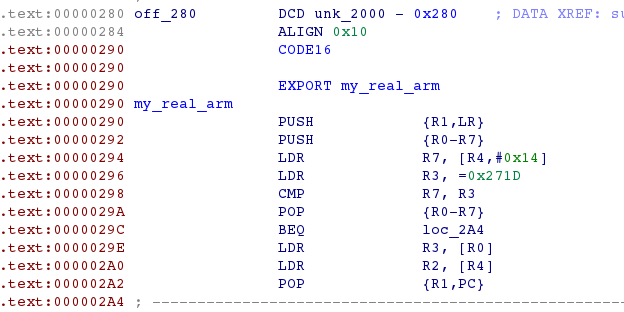 .text:00000280 off_280 DCD unk_2000 - 0x280 ; DATA XREF:
.text:00000284 ALIGN 0x10
.text:00000290 CODE16
.text:00000290
.text:00000290 EXPORT my_real_arm
.text:00000290 my_real_arm
.text:00000290 PUSH {R1,LR}
.text:00000292 PUSH {R0-R7}
.text:00000294 LDR R7, [R4,#0x14]
.text:00000296 LDR R3, =0x271D
.text:00000298 CMP R7, R3
.text:0000029A POP {R0-R7}
.text:0000029C BEQ loc_2A4
.text:0000029E LDR R3, [R0]
.text:000002A0 LDR R2, [R4]
.text:000002A2 POP {R1,PC}
.text:000002A4 ; ---------------------------------------------------